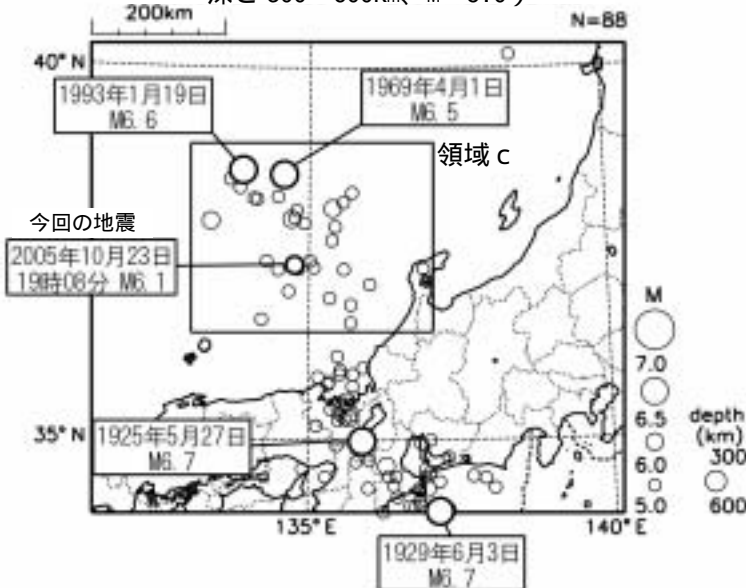 200km
N=88
40°N
1993年1月19日
M6.6
1969年4月1日
M6.5
領域c
今回の地震
2005年10月23日
19時08分 M6.1
M
7.0
6.5
6.0
5.0
depth
(km)
300
600
35°N
1925年5月27日
M6.7
135°E
140°E
1929年6月3日
M6.7